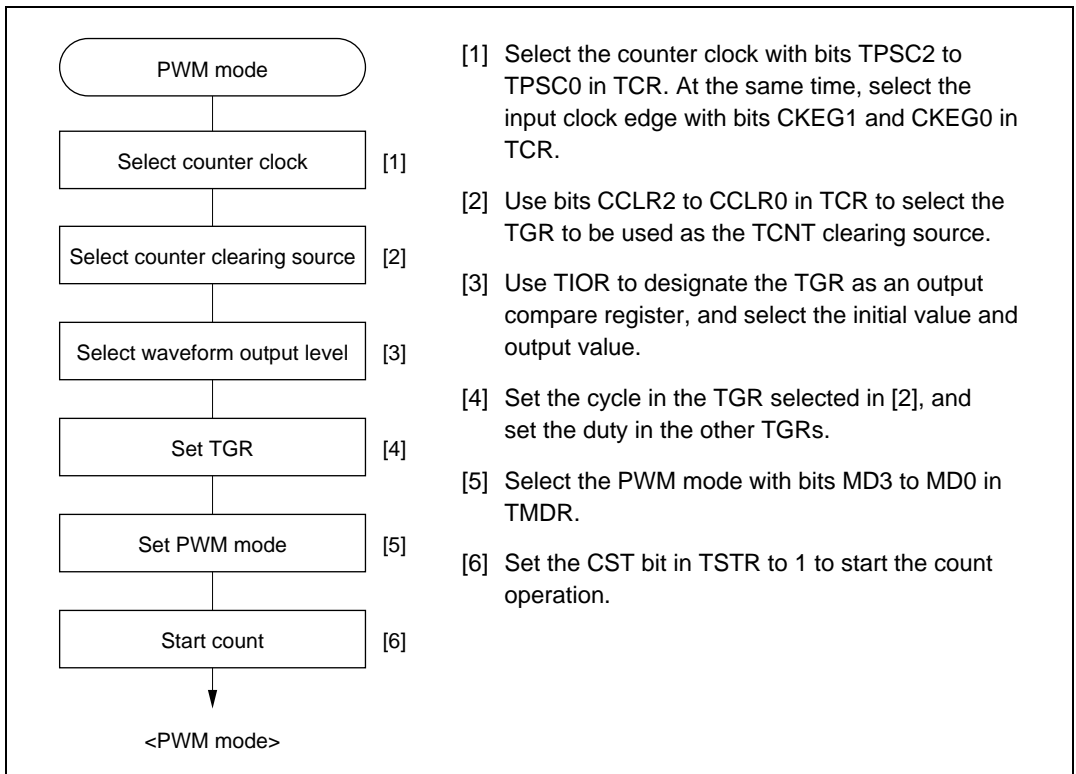 PWM mode
Select counter clock [1]
Select counter clearing source [2]
Select waveform output level [3]
Set TGR [4]
Set PWM mode [5]
Start count [6]
<PWM mode>
[1] Select the counter clock with bits TPSC2 to
TPSC0 in TCR. At the same time, select the
input clock edge with bits CKEG1 and CKEG0 in
TCR.
[2] Use bits CCLR2 to CCLR0 in TCR to select the
TGR to be used as the TCNT clearing source.
[3] Use TIOR to designate the TGR as an output
compare register, and select the initial value and
output value.
[4] Set the cycle in the TGR selected in [2], and
set the duty in the other TGRs.
[5] Select the PWM mode with bits MD3 to MD0 in
TMDR.
[6] Set the CST bit in TSTR to 1 to start the count
operation.